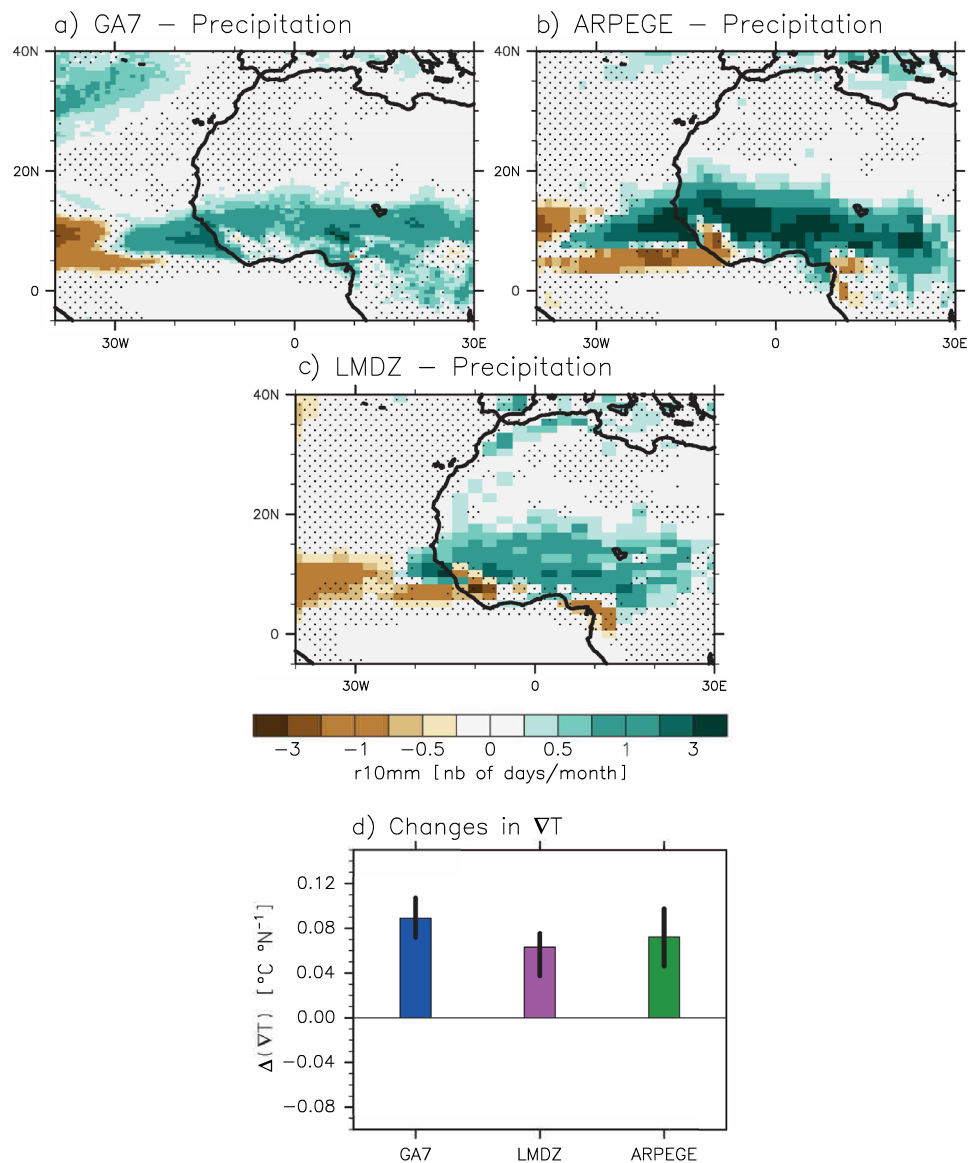 a) GA7 – Precipitation
b) ARPEGE – Precipitation
40N
20N
0
30W 0 30E
40N
20N
0
30W 0 30E
c) LMDZ – Precipitation
40N
20N
0
30W 0 30E
−3 −1 −0.5 0 0.5 1 3
r10mm [nb of days/month]
d) Changes in ∇T
Δ(∇T) [°C °N⁻¹]
0.12
0.08
0.04
0.00
−0.04
−0.08
GA7 LMDZ ARPEGE